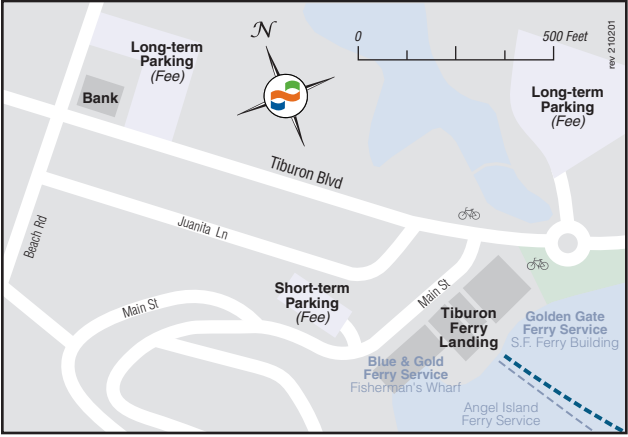 N
0
500 Feet
rev 210201
Long-term
Parking
(Fee)
Bank
Long-term
Parking
(Fee)
Tiburon Blvd
Juanita Ln
Beach Rd
Short-term
Parking
(Fee)
Main St
Main St
Tiburon
Ferry
Landing
Golden Gate
Ferry Service
S.F. Ferry Building
Blue & Gold
Ferry Service
Fisherman's Wharf
Angel Island
Ferry Service